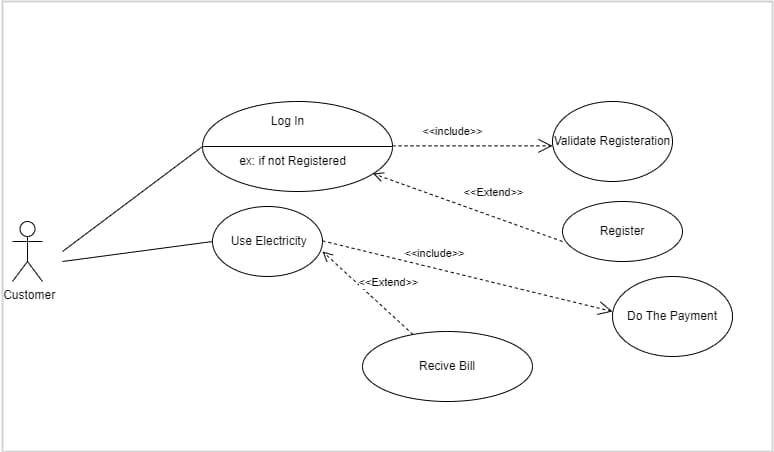 Log In
<<include>>
Validate Registeration
ex: if not Registered
<<Extend>>
Register
Use Electricity
<<include>>
<<Extend>>
Customer
Do The Payment
Recive Bill